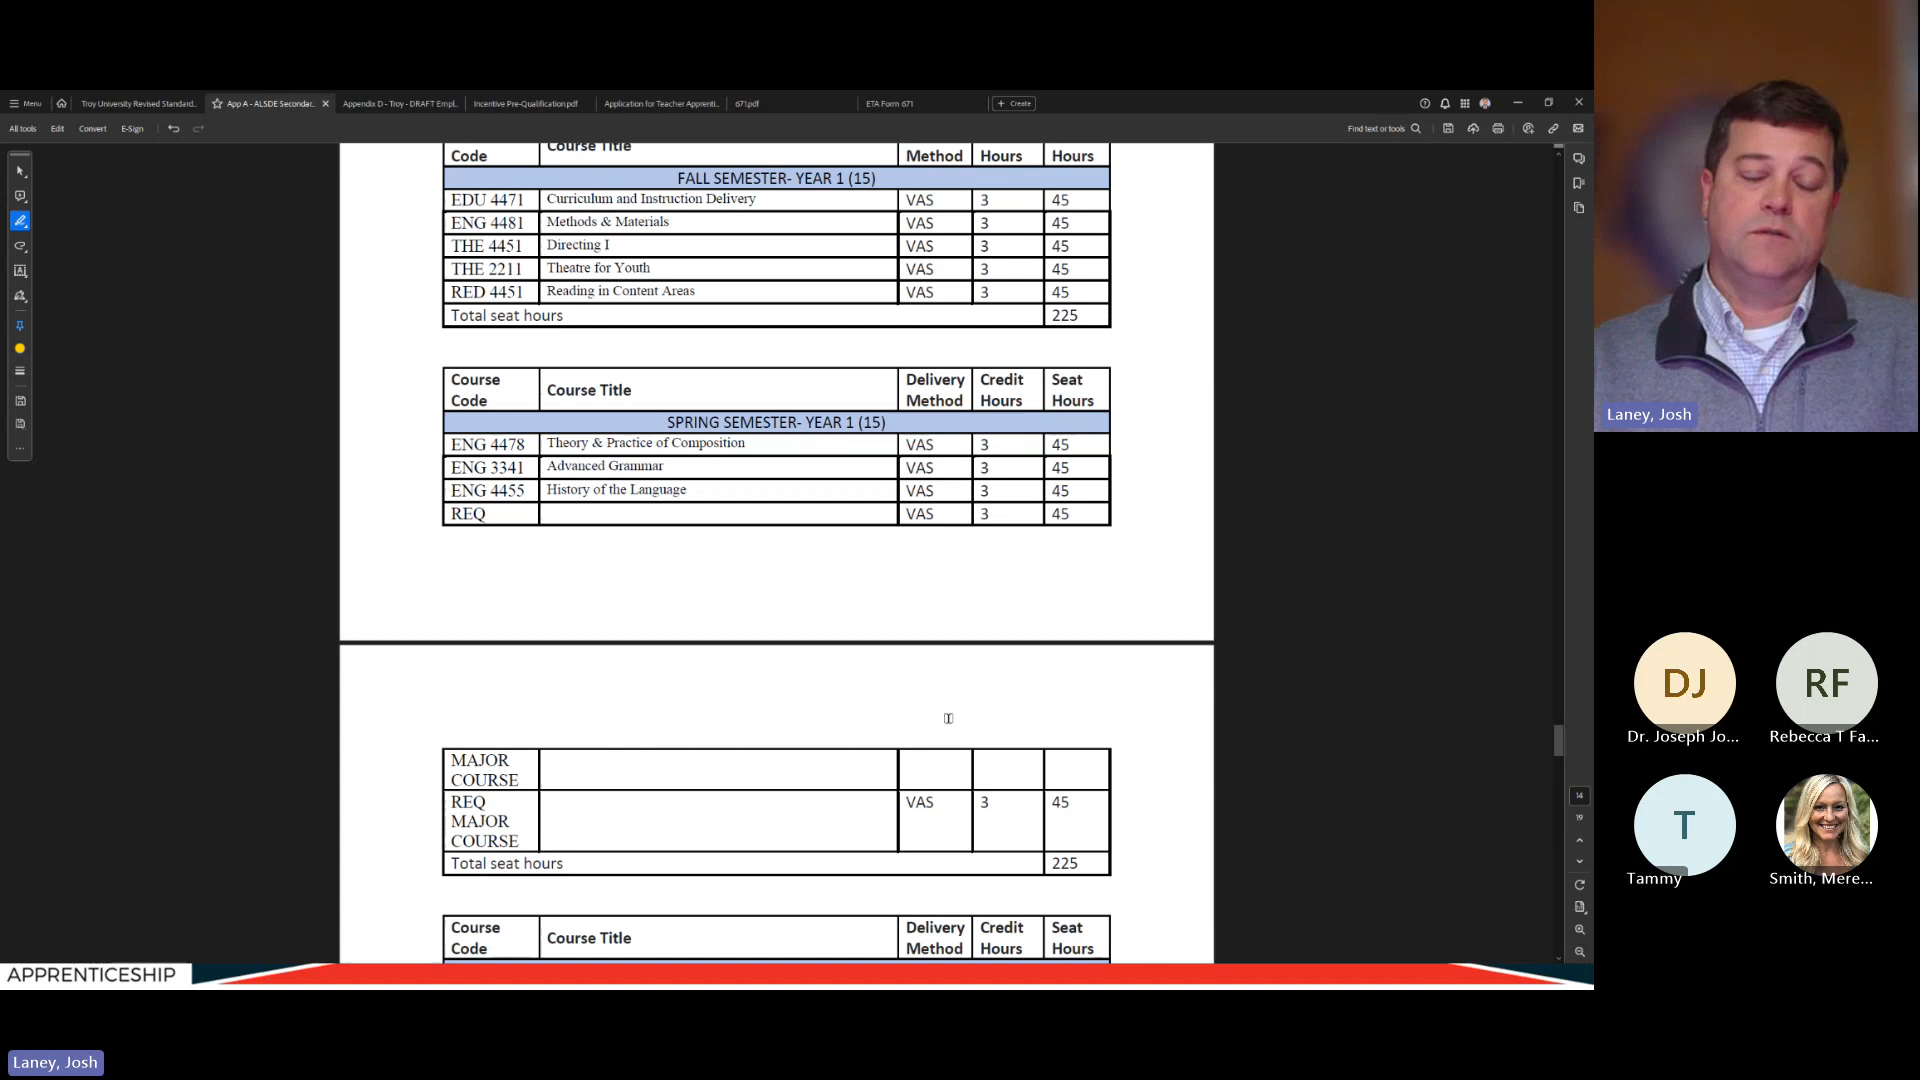 Menu
Troy University Revised Standard...
App A - ALSDE Secondar...
Appendix D - Troy - DRAFT Empl...
Incentive Pre-Qualification.pdf
Application for Teacher Apprenti...
671.pdf
ETA Form 671
+ Create
All tools
Edit
Convert
E-Sign
Find text or tools
Code Course Title Method Hours Hours
FALL SEMESTER- YEAR 1 (15)
EDU 4471 Curriculum and Instruction Delivery VAS 3 45
ENG 4481 Methods & Materials VAS 3 45
THE 4451 Directing I VAS 3 45
THE 2211 Theatre for Youth VAS 3 45
RED 4451 Reading in Content Areas VAS 3 45
Total seat hours 225
Course Code Course Title Delivery Method Credit Hours Seat Hours
SPRING SEMESTER- YEAR 1 (15)
ENG 4478 Theory & Practice of Composition VAS 3 45
ENG 3341 Advanced Grammar VAS 3 45
ENG 4455 History of the Language VAS 3 45
REQ VAS 3 45
MAJOR COURSE
REQ MAJOR COURSE VAS 3 45
Total seat hours 225
Course Code Course Title Delivery Method Credit Hours Seat Hours
14
19
APPRENTICESHIP
Laney, Josh
DJ
Dr. Joseph Jo...
RF
Rebecca T Fa...
T
Tammy
Smith, Mere...
Laney, Josh